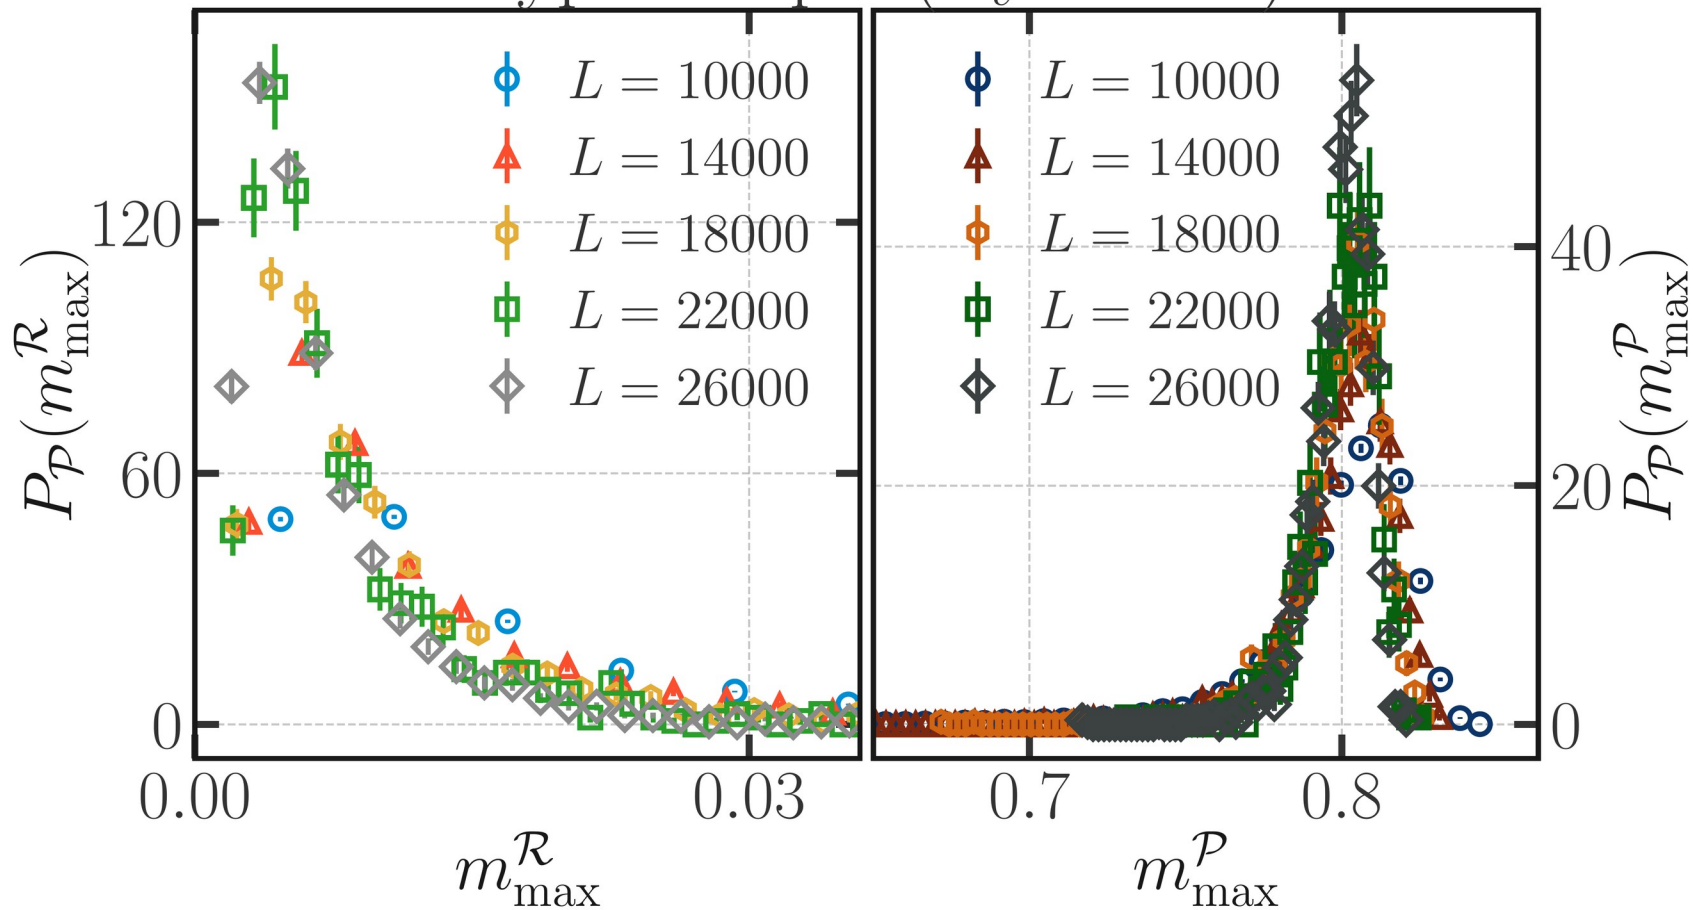 L = 10000
L = 14000
L = 18000
L = 22000
L = 26000
L = 10000
L = 14000
L = 18000
L = 22000
L = 26000
120
60
0
40
20
0
0.00
0.03
0.7
0.8
P_𝒫(m^ℛ_max)
P_𝒫(m^𝒫_max)
m^ℛ_max
m^𝒫_max